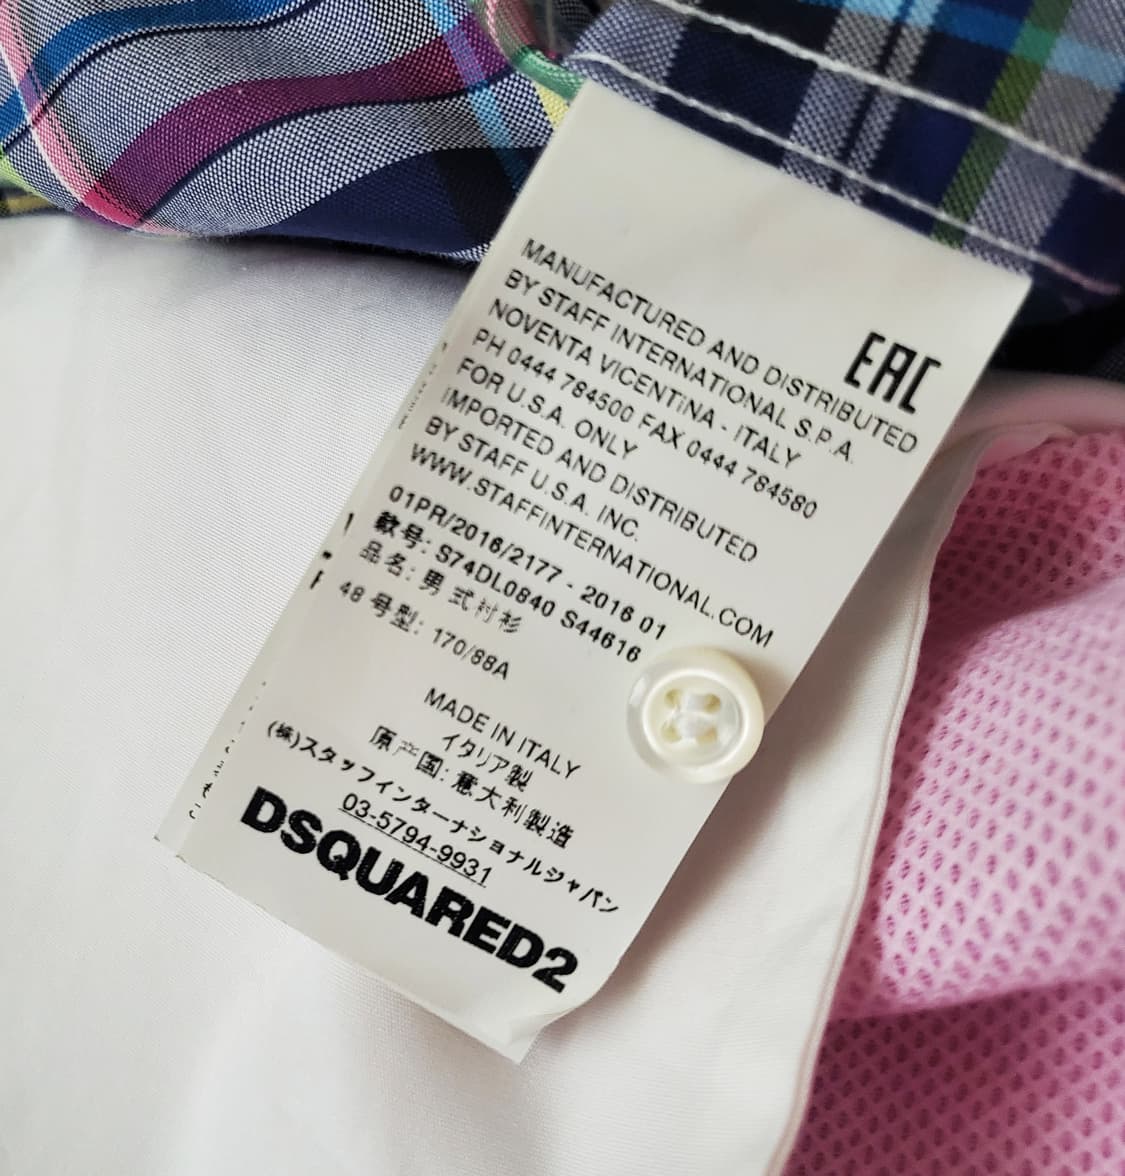 EAC
MANUFACTURED AND DISTRIBUTED
BY STAFF INTERNATIONAL S.P.A.
NOVENTA VICENTINA - ITALY
PH 0444 784500 FAX 0444 784580
FOR U.S.A. ONLY
IMPORTED AND DISTRIBUTED
BY STAFF U.S.A. INC.
WWW.STAFFINTERNATIONAL.COM
01PR/2016/2177 - 2016 01
款号: S74DL0840 S44616
品名: 男式衬衫
48 号型: 170/88A
MADE IN ITALY
イタリア製
原产国: 意大利製造
(株)スタッフインターナショナルジャパン
03-5794-9931
DSQUARED2